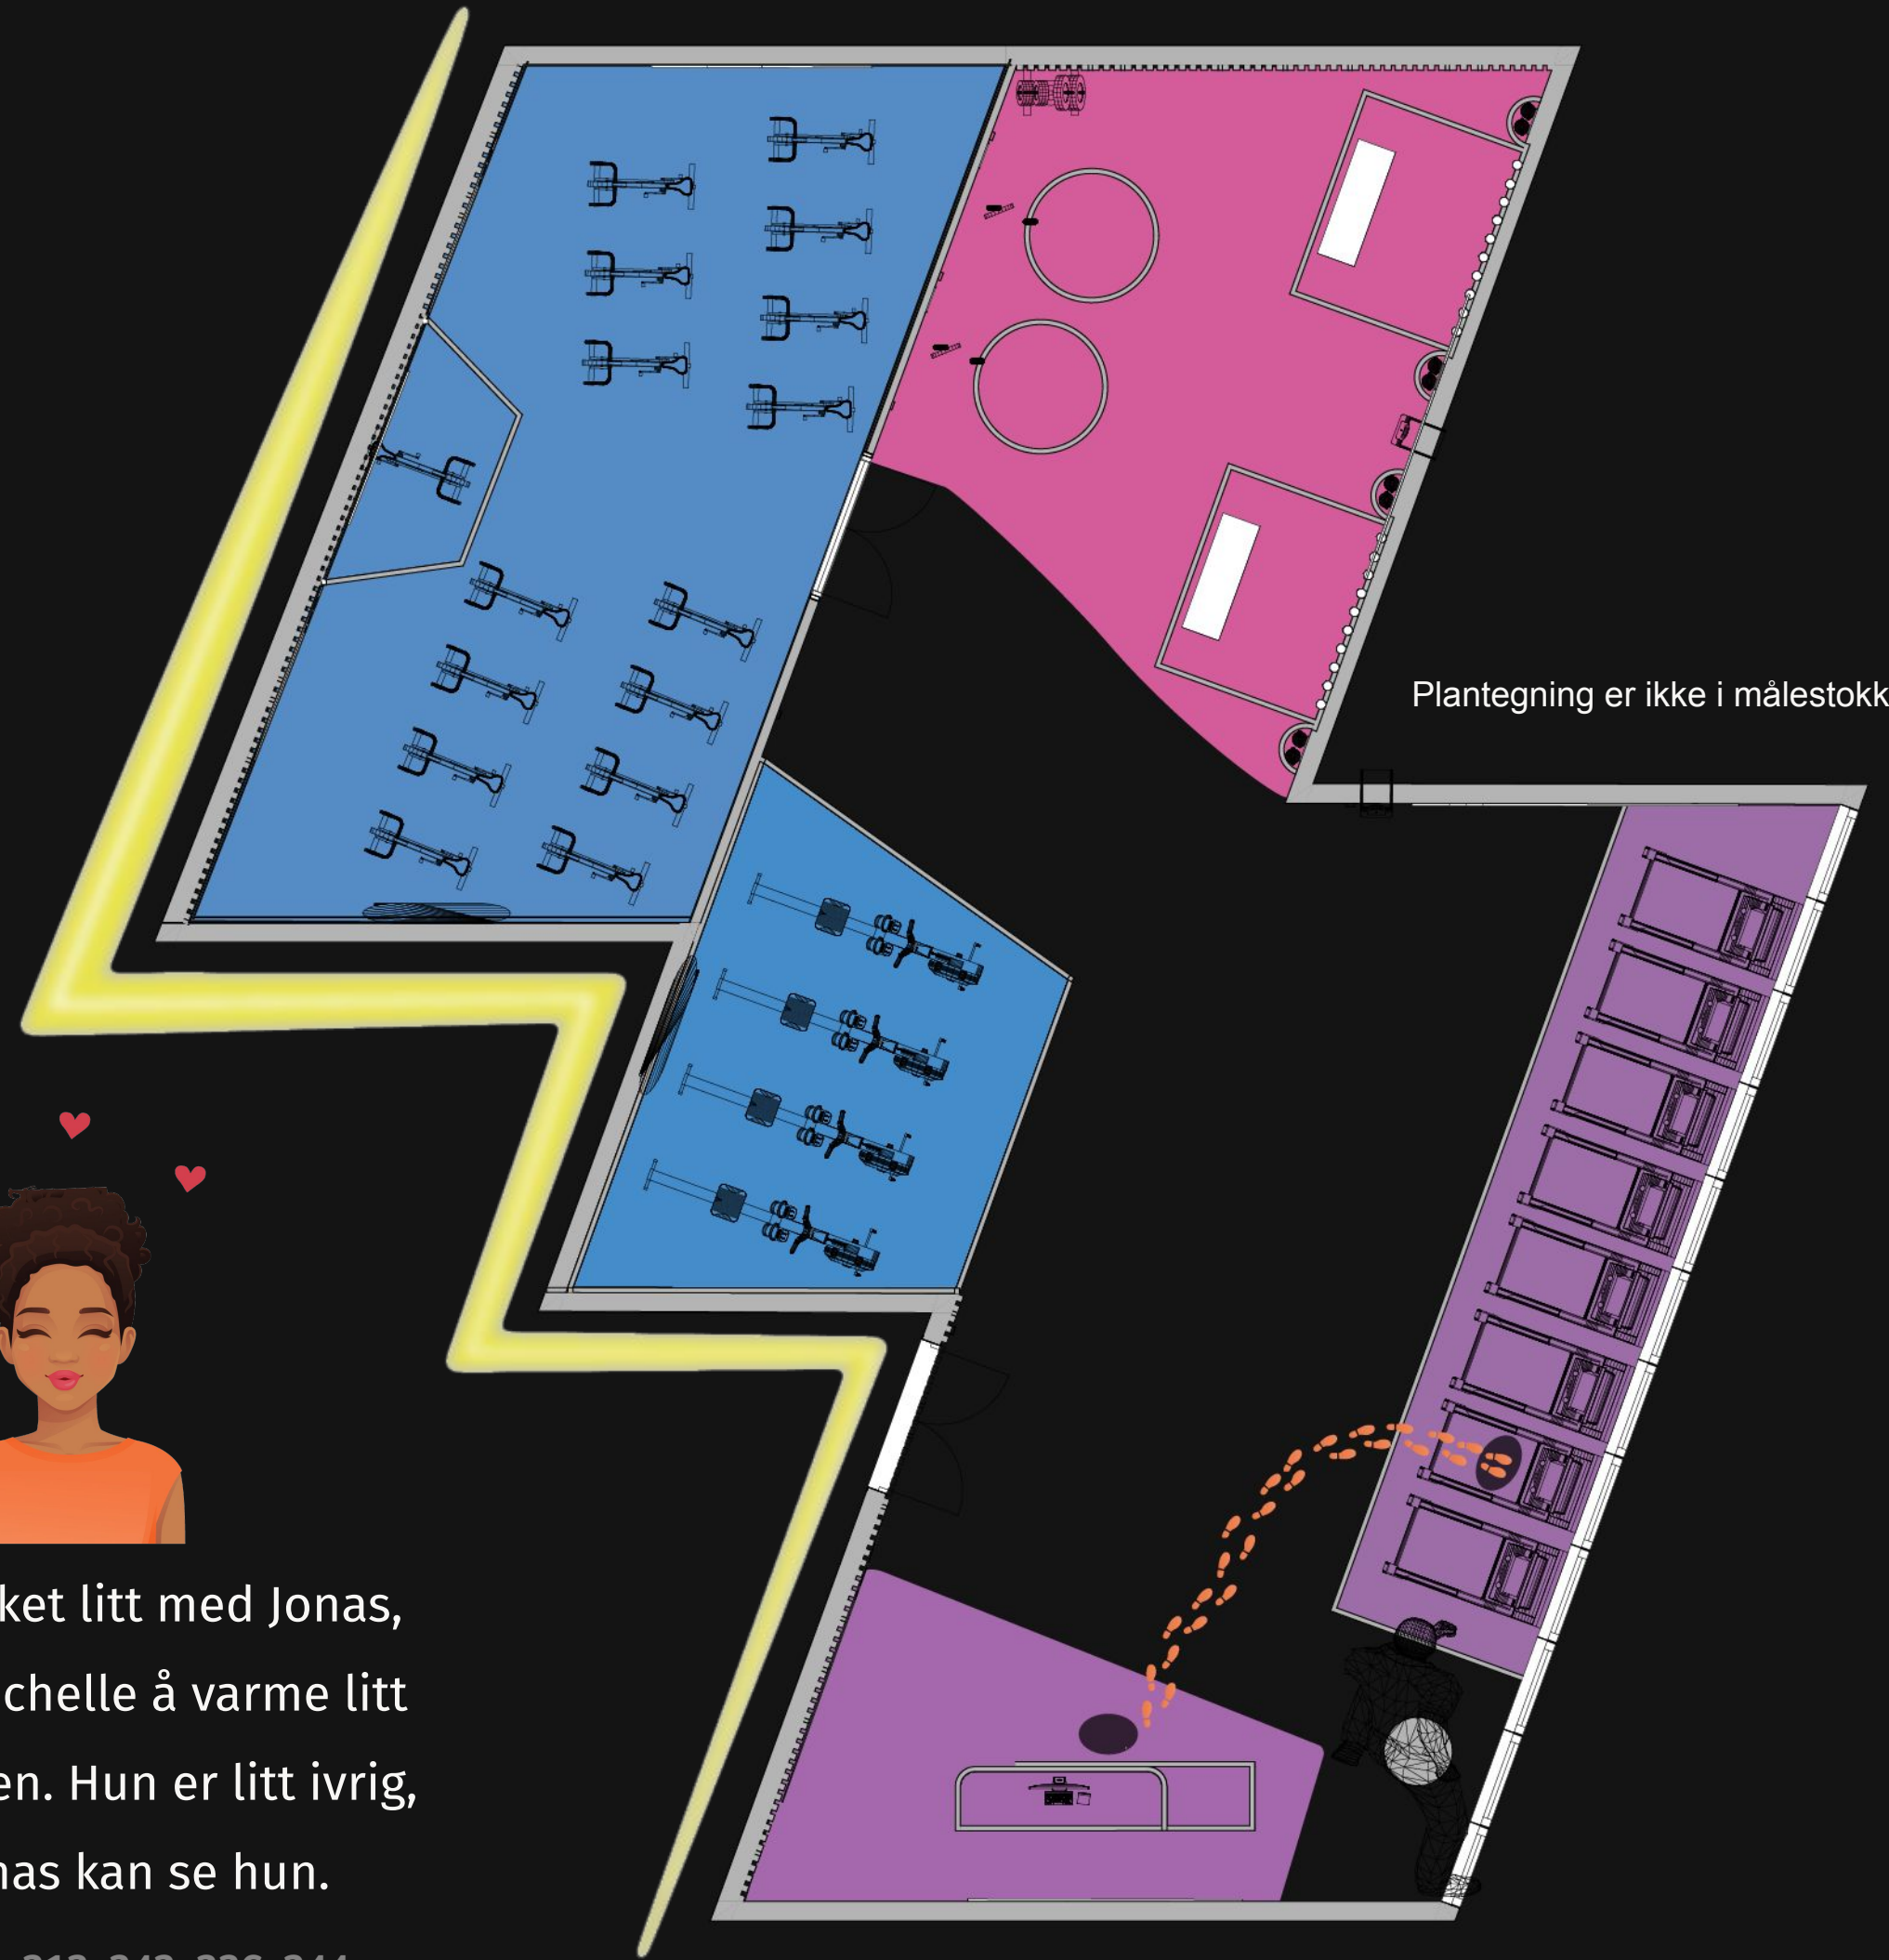 Plantegning er ikke i målestokk
ket litt med Jonas,
chelle å varme litt
en. Hun er litt ivrig,
nas kan se hun.